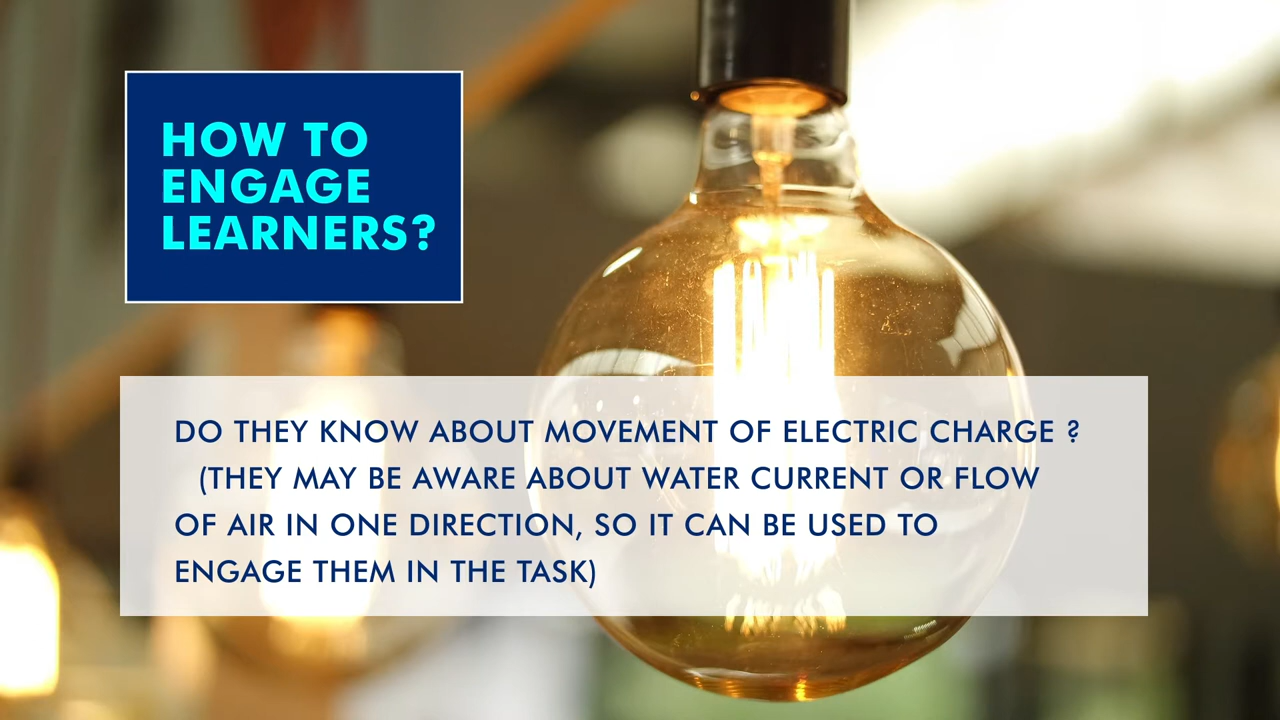 HOW TO
ENGAGE
LEARNERS?
DO THEY KNOW ABOUT MOVEMENT OF ELECTRIC CHARGE ?
(THEY MAY BE AWARE ABOUT WATER CURRENT OR FLOW
OF AIR IN ONE DIRECTION, SO IT CAN BE USED TO
ENGAGE THEM IN THE TASK)